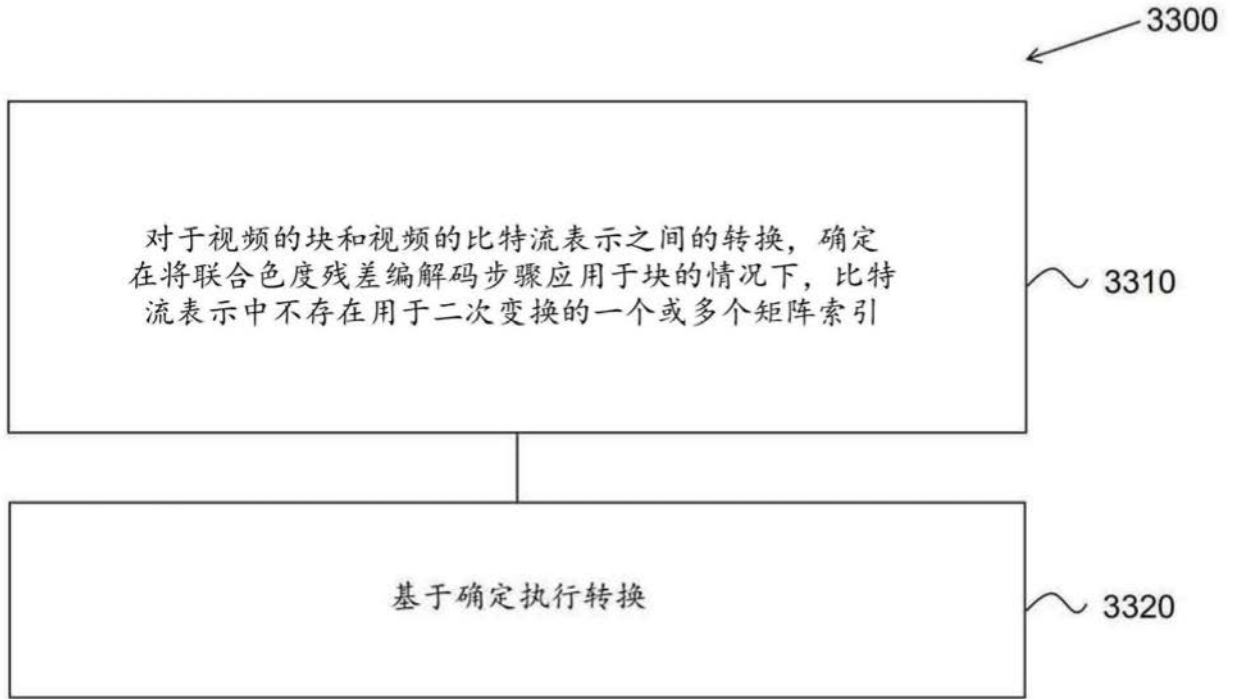 3300
对于视频的块和视频的比特流表示之间的转换，确定
在将联合色度残差编解码步骤应用于块的情况下，比特
流表示中不存在用于二次变换的一个或多个矩阵索引
3310
基于确定执行转换
3320